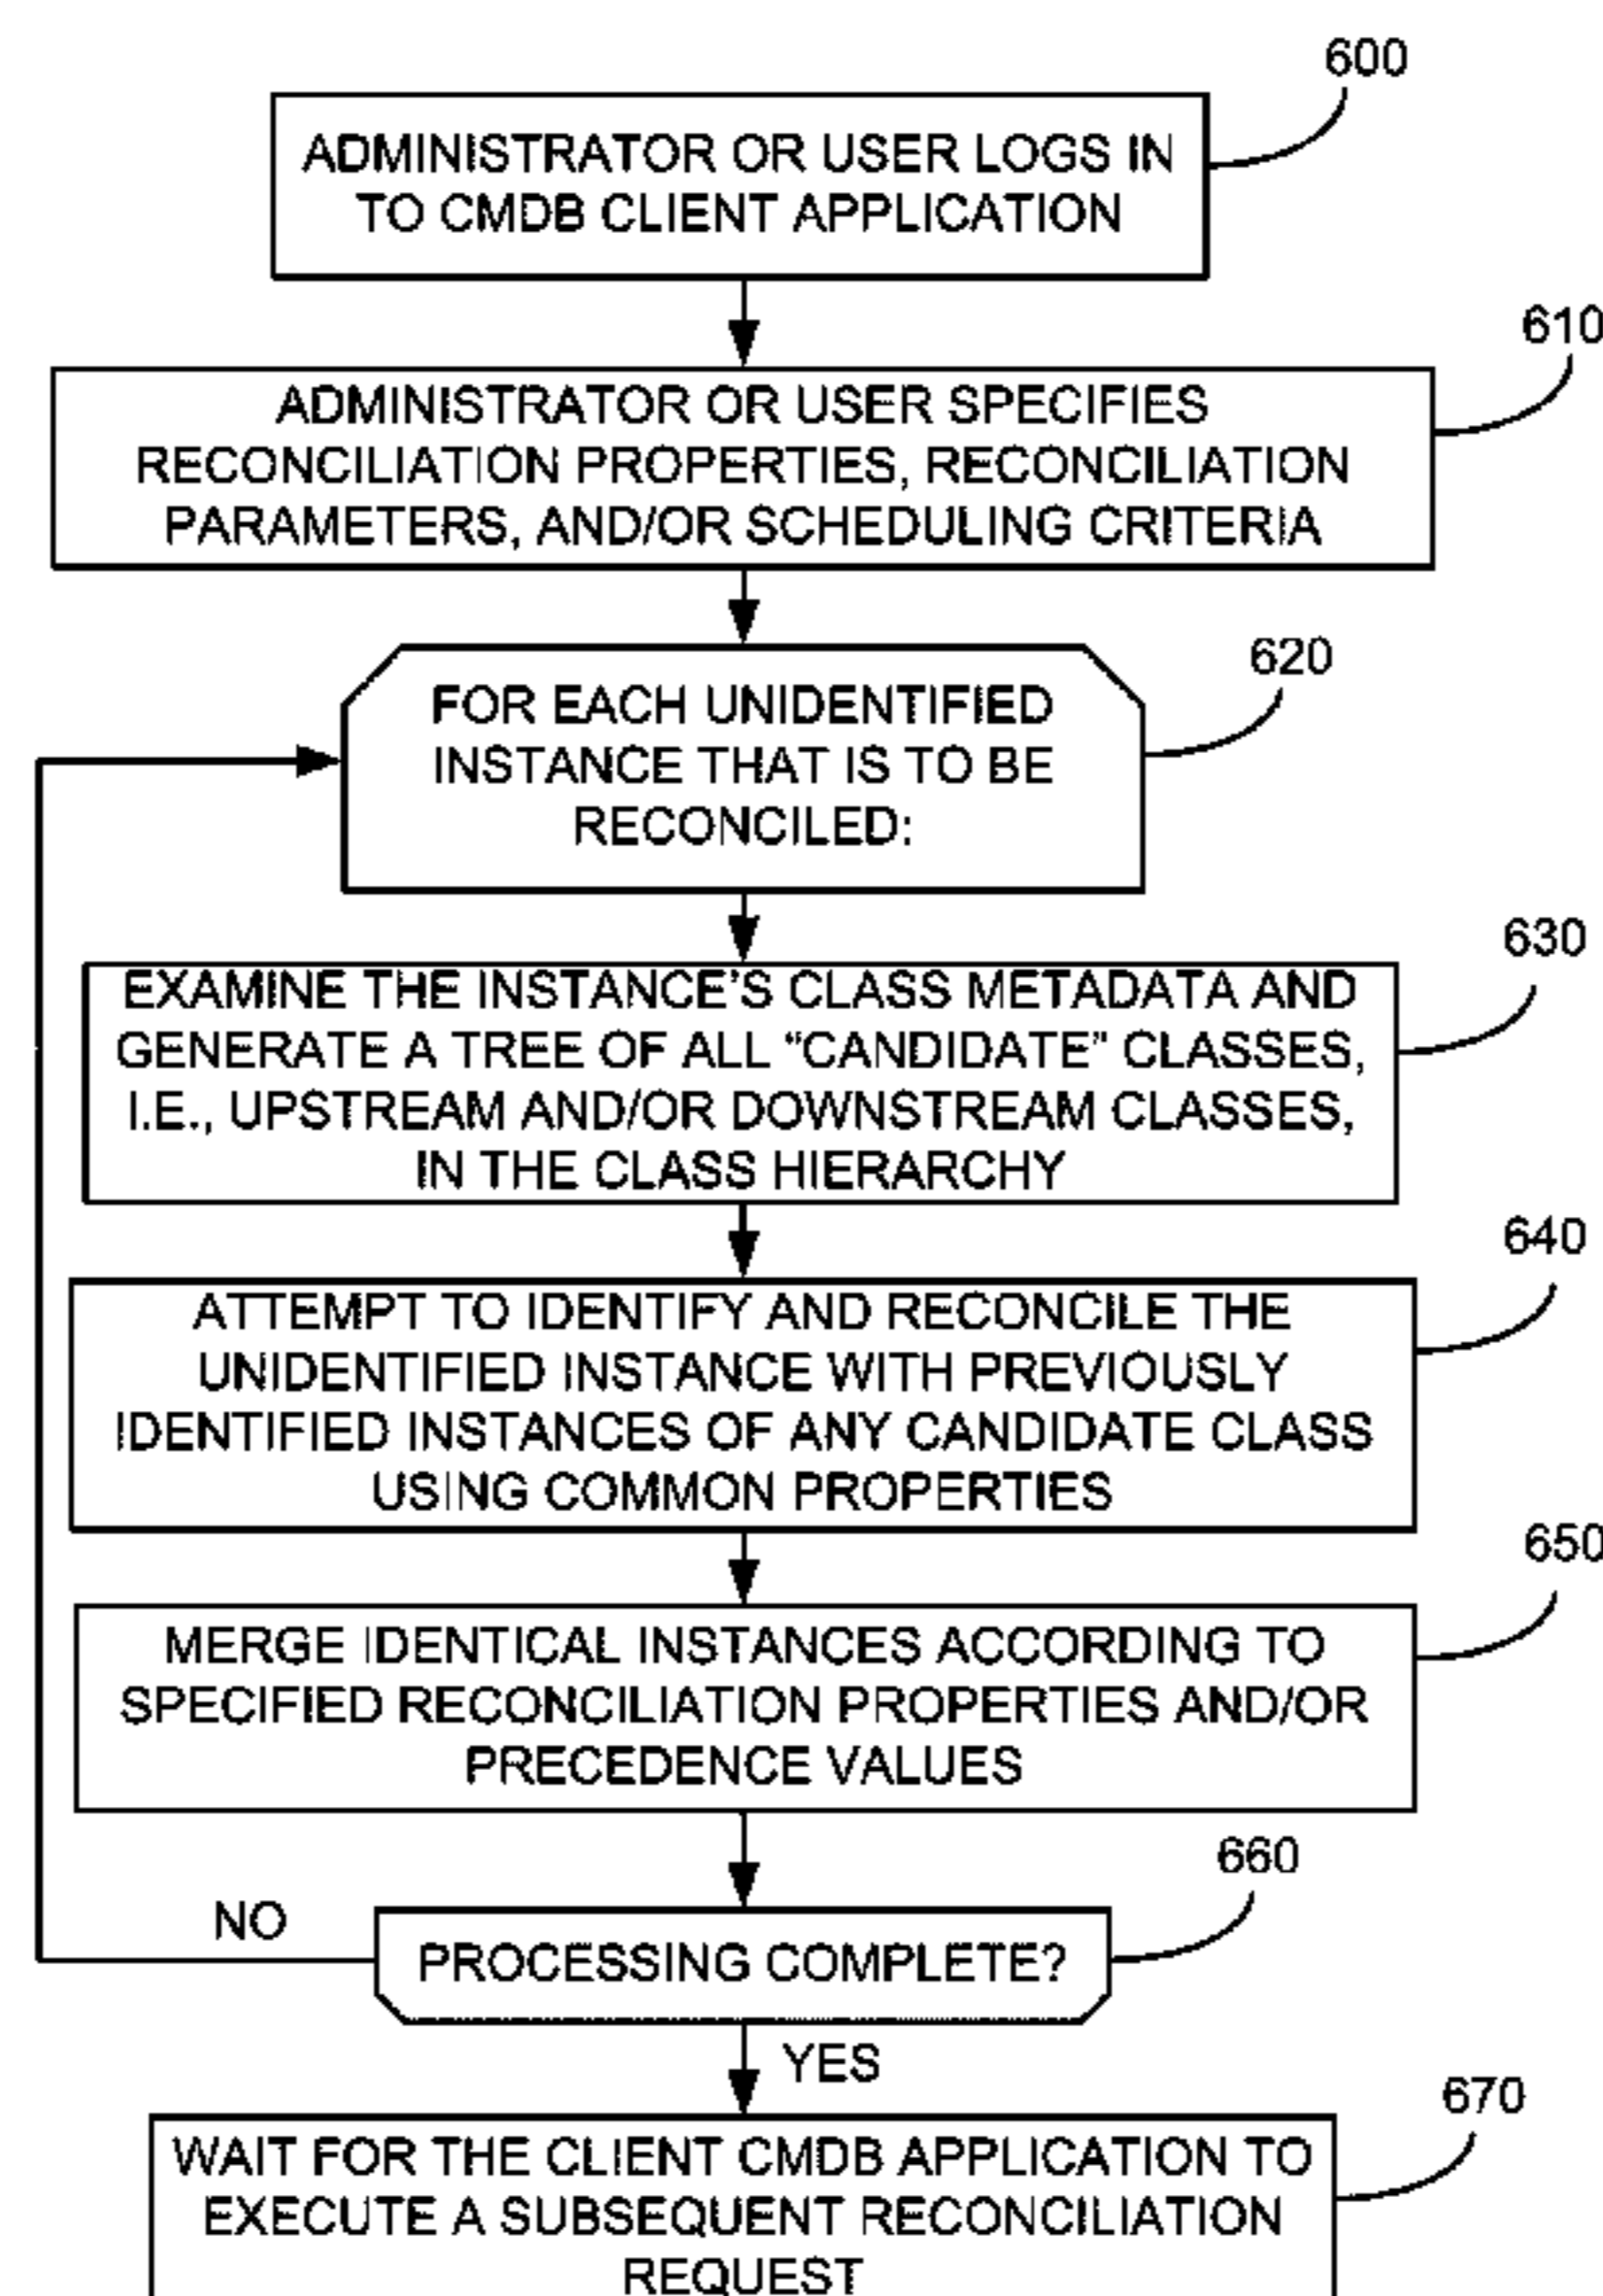 600
ADMINISTRATOR OR USER LOGS IN
TO CMDB CLIENT APPLICATION
610
ADMINISTRATOR OR USER SPECIFIES
RECONCILIATION PROPERTIES, RECONCILIATION
PARAMETERS, AND/OR SCHEDULING CRITERIA
620
FOR EACH UNIDENTIFIED
INSTANCE THAT IS TO BE
RECONCILED:
630
EXAMINE THE INSTANCE’S CLASS METADATA AND
GENERATE A TREE OF ALL “CANDIDATE” CLASSES,
I.E., UPSTREAM AND/OR DOWNSTREAM CLASSES,
IN THE CLASS HIERARCHY
640
ATTEMPT TO IDENTIFY AND RECONCILE THE
UNIDENTIFIED INSTANCE WITH PREVIOUSLY
IDENTIFIED INSTANCES OF ANY CANDIDATE CLASS
USING COMMON PROPERTIES
650
MERGE IDENTICAL INSTANCES ACCORDING TO
SPECIFIED RECONCILIATION PROPERTIES AND/OR
PRECEDENCE VALUES
660
NO
PROCESSING COMPLETE?
YES
670
WAIT FOR THE CLIENT CMDB APPLICATION TO
EXECUTE A SUBSEQUENT RECONCILIATION
REQUEST